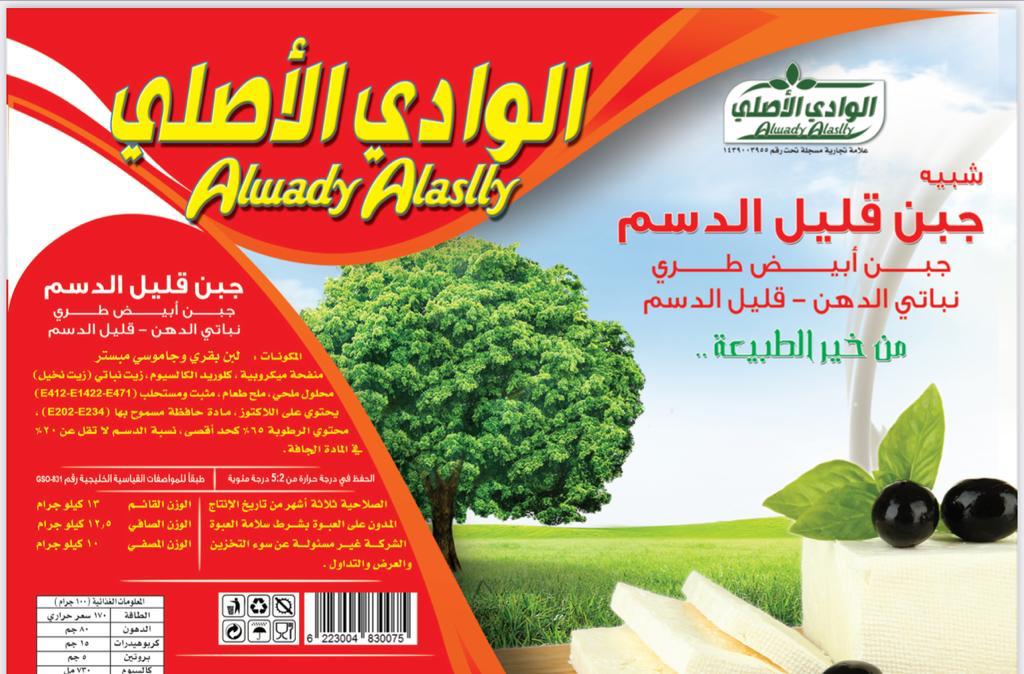 الوادي الأصلي
Alwady Alaslly
الوادي الأصلي
Alwady Alaslly
علامة تجارية مسجلة تحت رقم ١٤٣٩٠٠٣٩٥٥
شبيه
جبن قليل الدسم
جبن أبيض طري
نباتي الدهن - قليل الدسم
من خير الطبيعة ..
جبن قليل الدسم
جبن أبيض طري
نباتي الدهن - قليل الدسم
المكونات : لبن بقري وجاموسي مبستر
منفحة ميكروبية ، كلوريد الكالسيوم ، زيت نباتي (زيت نخيل)
محلول ملحي ، ملح طعام ، مثبت ومستحلب (E412-E1422-E471)
يحتوي على اللاكتوز ، مادة حافظة مسموح بها (E202-E234) ،
محتوي الرطوبة ٦٥٪ كحد أقصى ، نسبة الدسم لا تقل عن ٢٠٪
في المادة الجافة .
الحفظ في درجة حرارة من 5:2 درجة مئوية
طبقاً للمواصفات القياسية الخليجية رقم GSO-831
الصلاحية ثلاثة أشهر من تاريخ الإنتاج
المدون على العبوة بشرط سلامة العبوة
الشركة غير مسئولة عن سوء التخزين
والعرض والتداول .
الوزن القائم ١٣ كيلو جرام
الوزن الصافي ١٢٫٥ كيلو جرام
الوزن المصفي ١٠ كيلو جرام
6 223004 830075
المعلومات الغذائية (١٠٠ جرام)
الطاقة ١٧٠ سعر حراري
الدهون ٨٠ جم
كربوهيدرات ١٥ جم
بروتين ٥ جم
كالسيوم ٧٣٠ مل